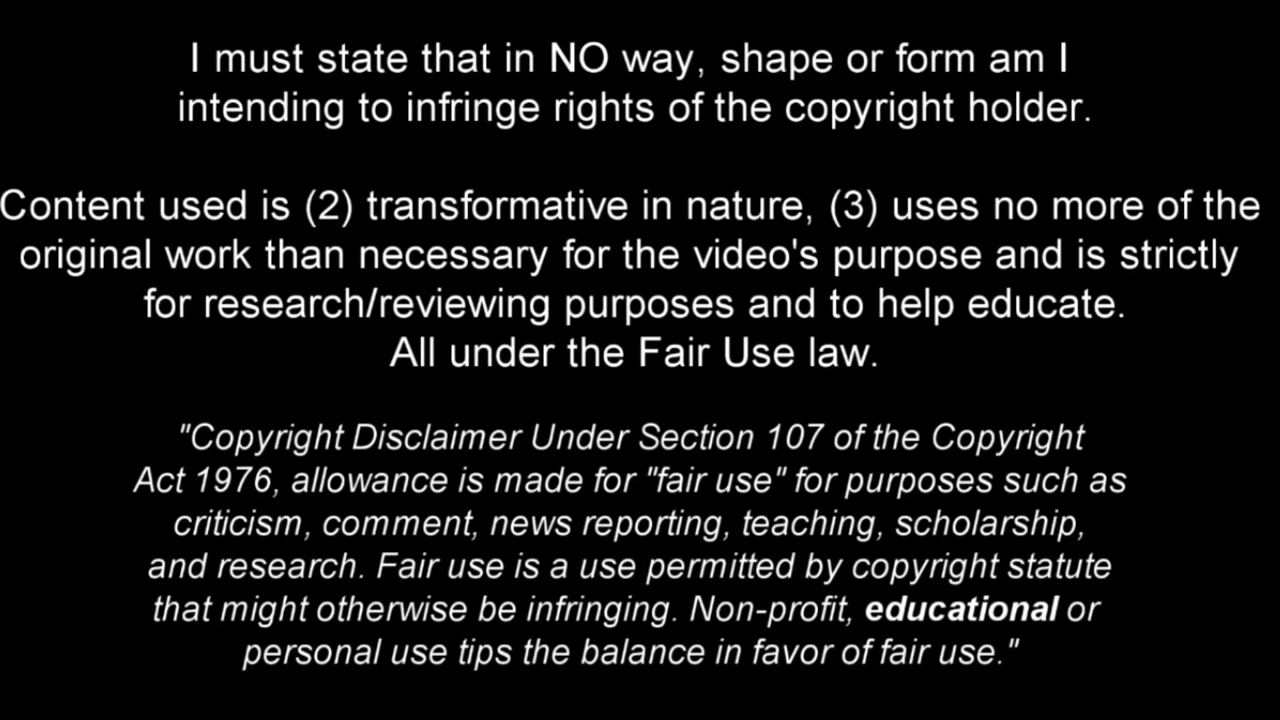 I must state that in NO way, shape or form am I
intending to infringe rights of the copyright holder.
Content used is (2) transformative in nature, (3) uses no more of the
original work than necessary for the video's purpose and is strictly
for research/reviewing purposes and to help educate.
All under the Fair Use law.
"Copyright Disclaimer Under Section 107 of the Copyright
Act 1976, allowance is made for "fair use" for purposes such as
criticism, comment, news reporting, teaching, scholarship,
and research. Fair use is a use permitted by copyright statute
that might otherwise be infringing. Non-profit, educational or
personal use tips the balance in favor of fair use."